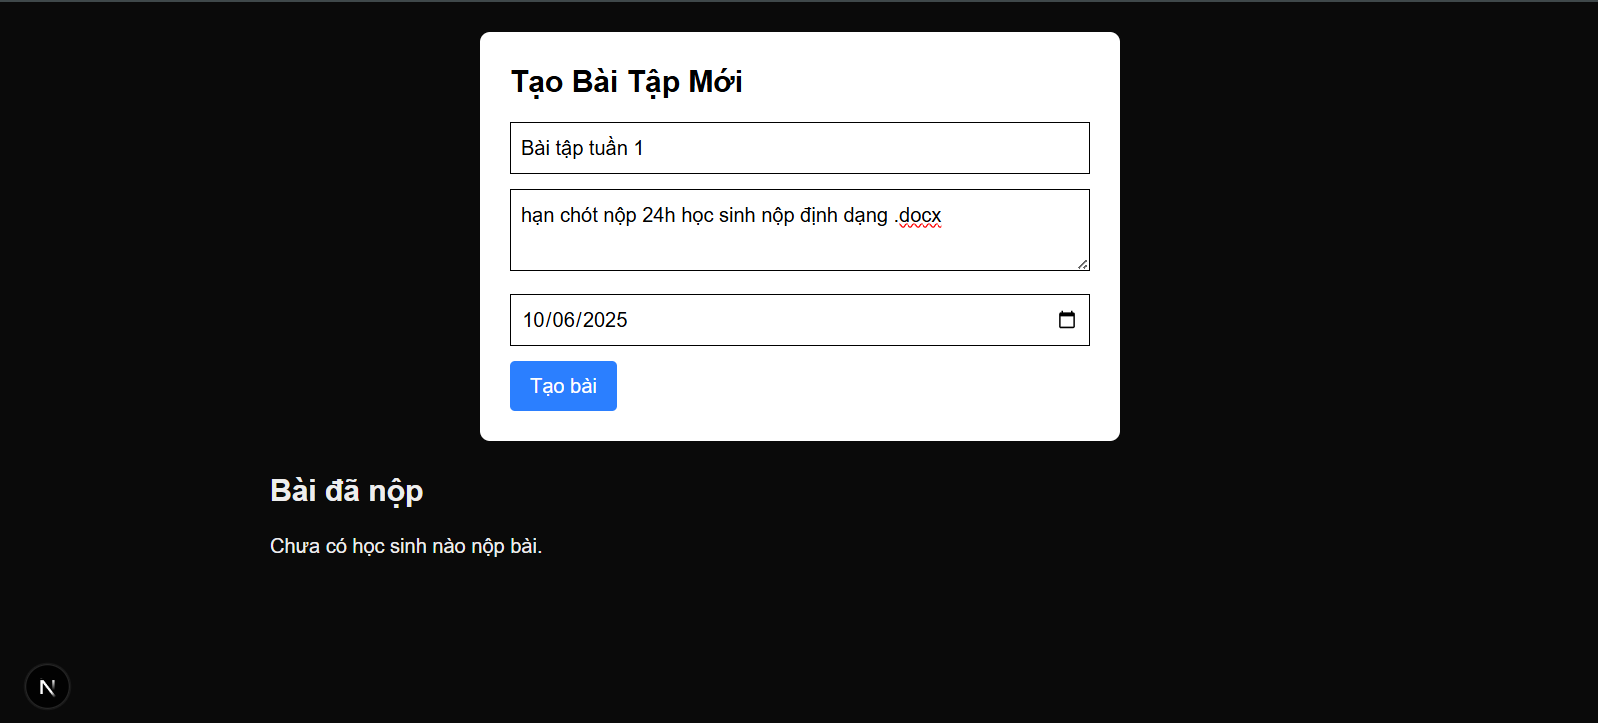 Tạo Bài Tập Mới
Bài tập tuần 1
hạn chót nộp 24h học sinh nộp định dạng .docx
10/06/2025
Tạo bài
Bài đã nộp
Chưa có học sinh nào nộp bài.
N